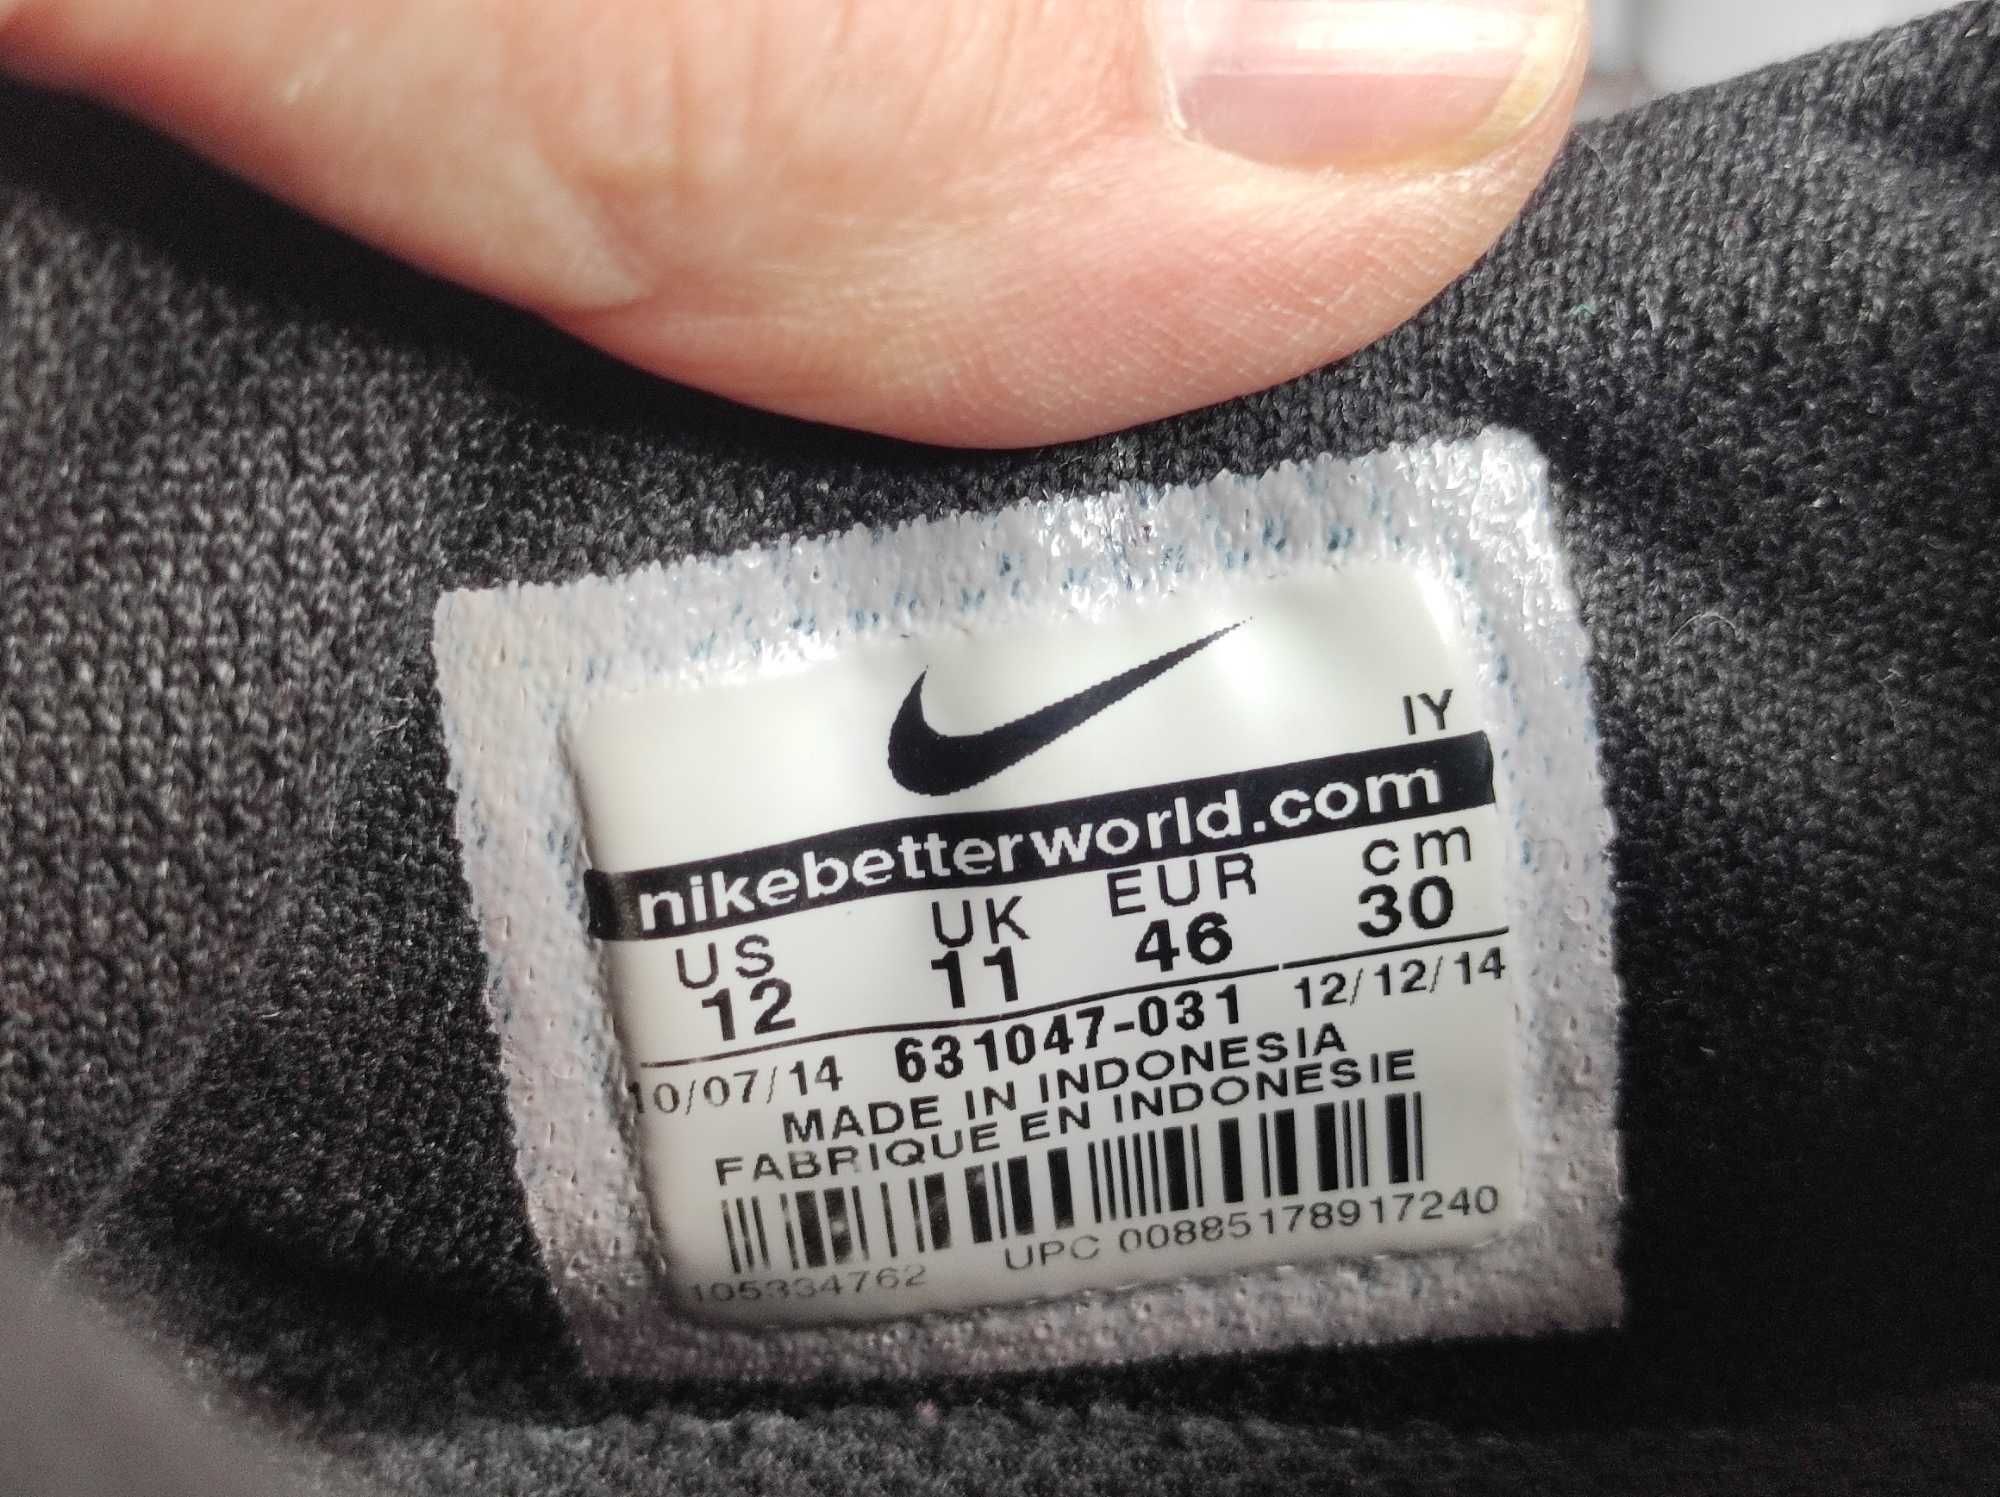 IY
nikebetterworld.com
US UK EUR cm
12 11 46 30
10/07/14 631047-031 12/12/14
MADE IN INDONESIA
FABRIQUE EN INDONESIE
105334762 UPC 00885178917240